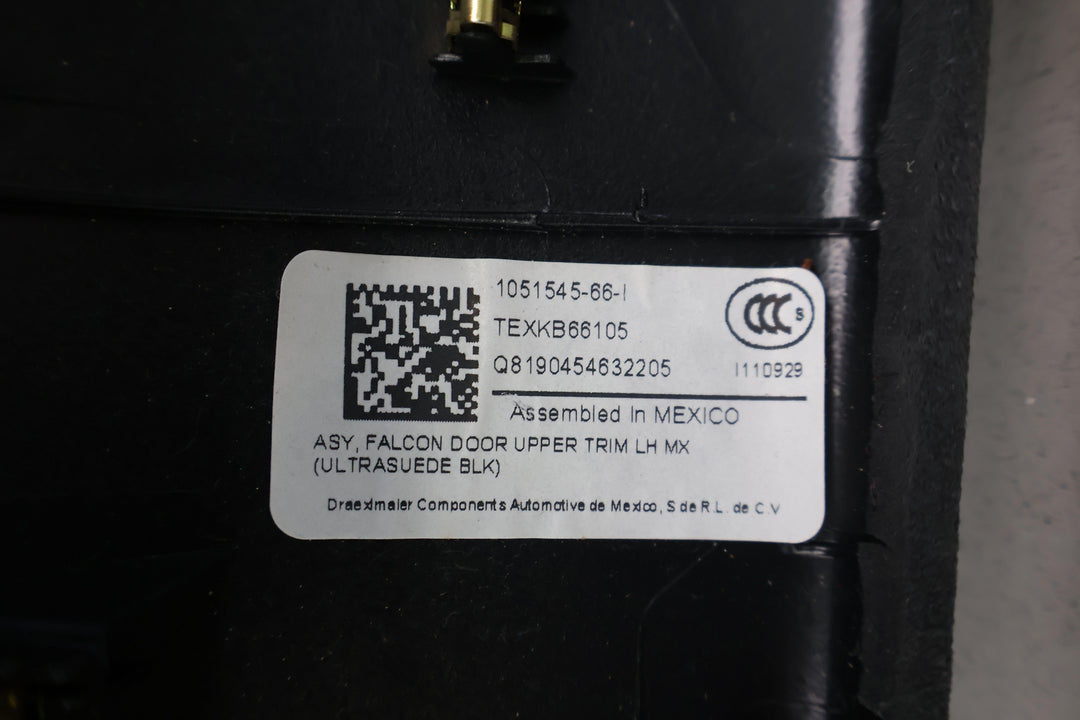 1051545-66-I
TEXKB66105
Q8190454632205
CCC S
I110929
Assembled In MEXICO
ASY, FALCON DOOR UPPER TRIM LH MX
(ULTRASUEDE BLK)
Draexlmaier Components Automotive de Mexico, S de R.L. de C.V